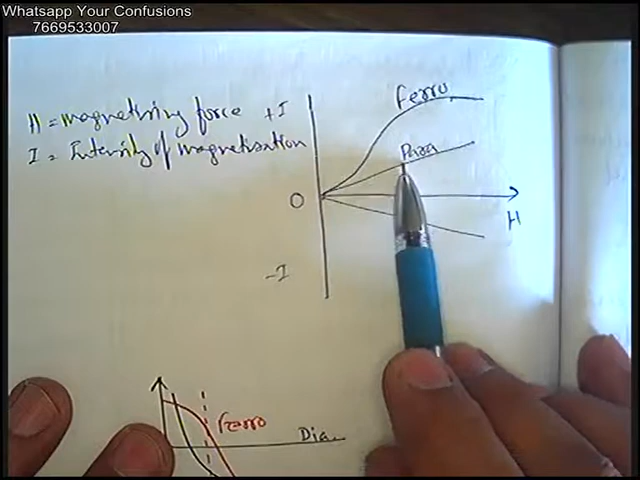 Whatsapp Your Confusions
7669533007
H = magnetising force
I = Intensity of magnetisation
+I
Ferro
Para
O
H
-I
Ferro
Dia